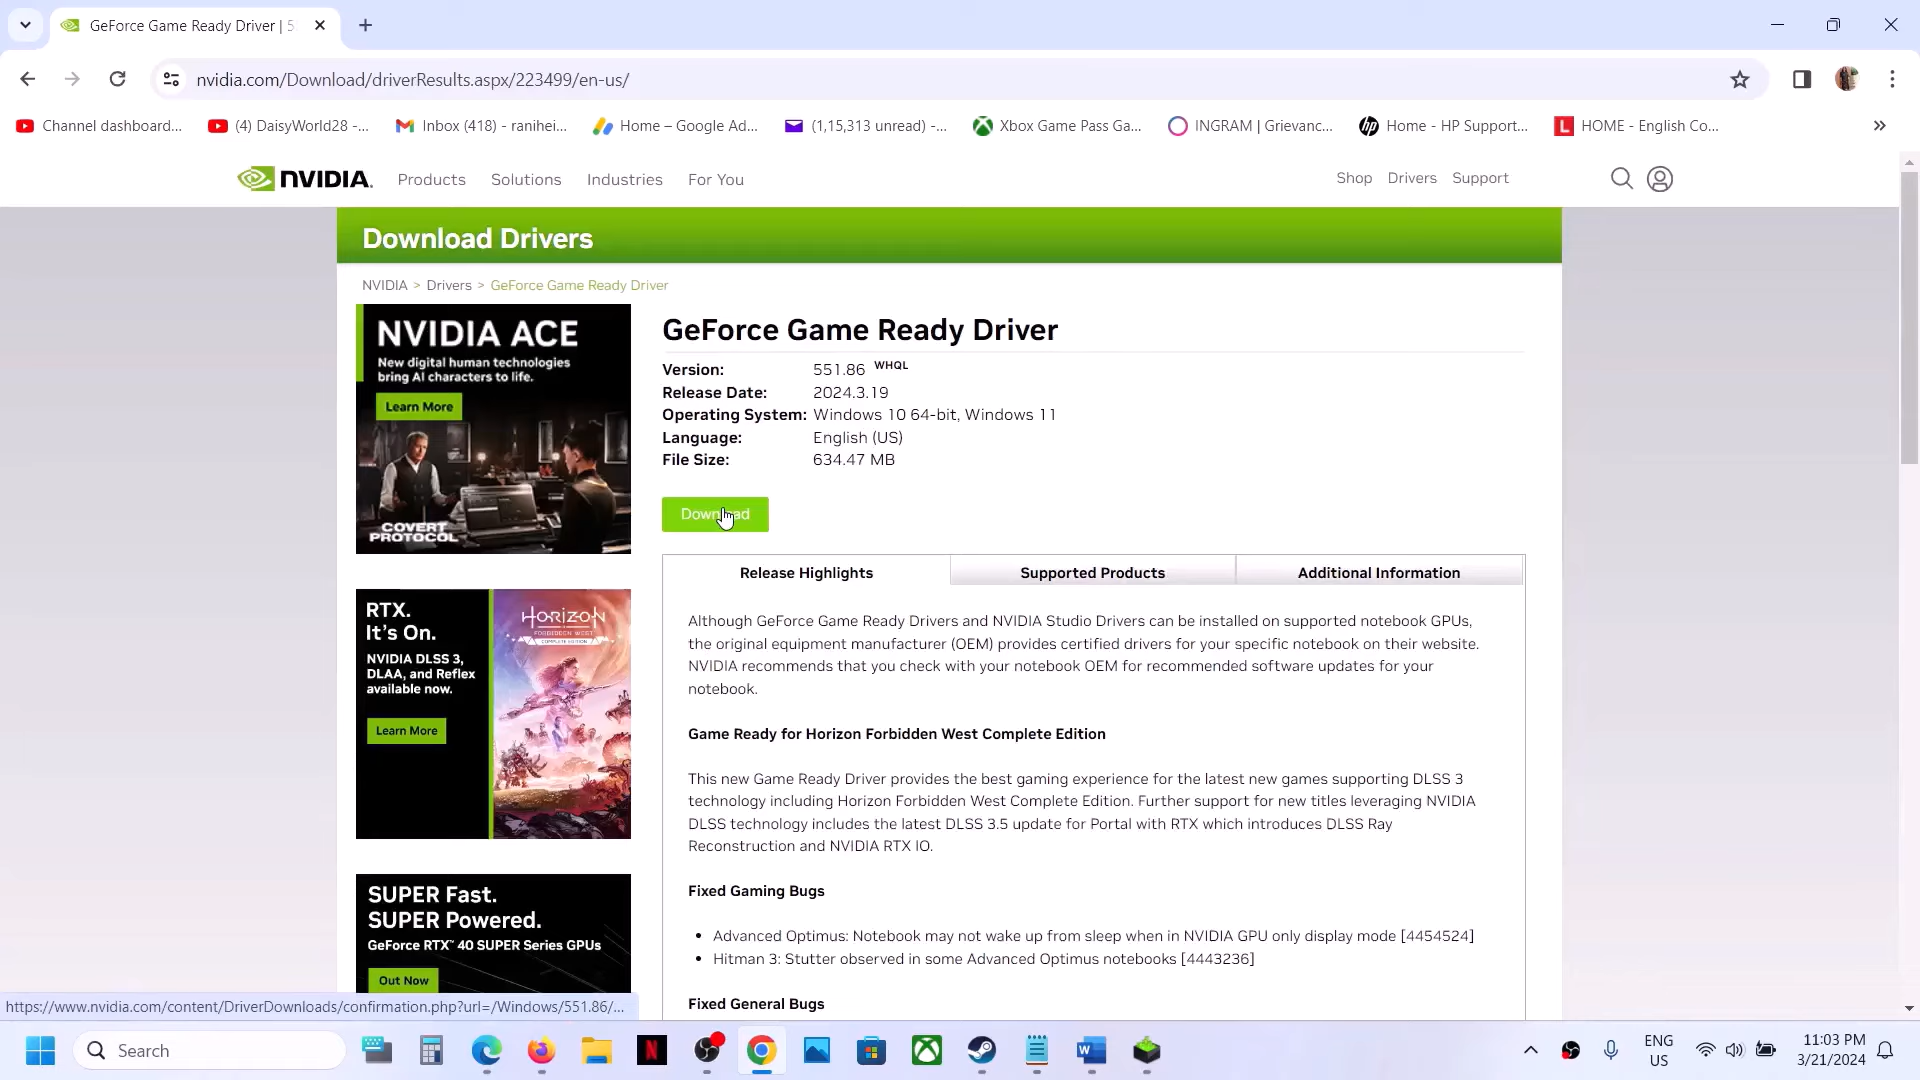 GeForce Game Ready Driver | 5
nvidia.com/Download/driverResults.aspx/223499/en-us/
Channel dashboard...
(4) DaisyWorld28 -...
Inbox (418) - ranihei...
Home – Google Ad...
(1,15,313 unread) -...
Xbox Game Pass Ga...
INGRAM | Grievanc...
Home - HP Support...
HOME - English Co...
NVIDIA.
Products
Solutions
Industries
For You
Shop
Drivers
Support
Download Drivers
NVIDIA > Drivers > GeForce Game Ready Driver
NVIDIA ACE
New digital human technologies
bring AI characters to life.
Learn More
COVERT
PROTOCOL
RTX.
It's On.
NVIDIA DLSS 3,
DLAA, and Reflex
available now.
Learn More
HORIZON
FORBIDDEN WEST
COMPLETE EDITION
SUPER Fast.
SUPER Powered.
GeForce RTX™ 40 SUPER Series GPUs
Out Now
GeForce Game Ready Driver
Version: 551.86 WHQL
Release Date: 2024.3.19
Operating System: Windows 10 64-bit, Windows 11
Language: English (US)
File Size: 634.47 MB
Download
Release Highlights
Supported Products
Additional Information
Although GeForce Game Ready Drivers and NVIDIA Studio Drivers can be installed on supported notebook GPUs,
the original equipment manufacturer (OEM) provides certified drivers for your specific notebook on their website.
NVIDIA recommends that you check with your notebook OEM for recommended software updates for your
notebook.
Game Ready for Horizon Forbidden West Complete Edition
This new Game Ready Driver provides the best gaming experience for the latest new games supporting DLSS 3
technology including Horizon Forbidden West Complete Edition. Further support for new titles leveraging NVIDIA
DLSS technology includes the latest DLSS 3.5 update for Portal with RTX which introduces DLSS Ray
Reconstruction and NVIDIA RTX IO.
Fixed Gaming Bugs
• Advanced Optimus: Notebook may not wake up from sleep when in NVIDIA GPU only display mode [4454524]
• Hitman 3: Stutter observed in some Advanced Optimus notebooks [4443236]
Fixed General Bugs
https://www.nvidia.com/content/DriverDownloads/confirmation.php?url=/Windows/551.86/...
Search
ENG
US
11:03 PM
3/21/2024